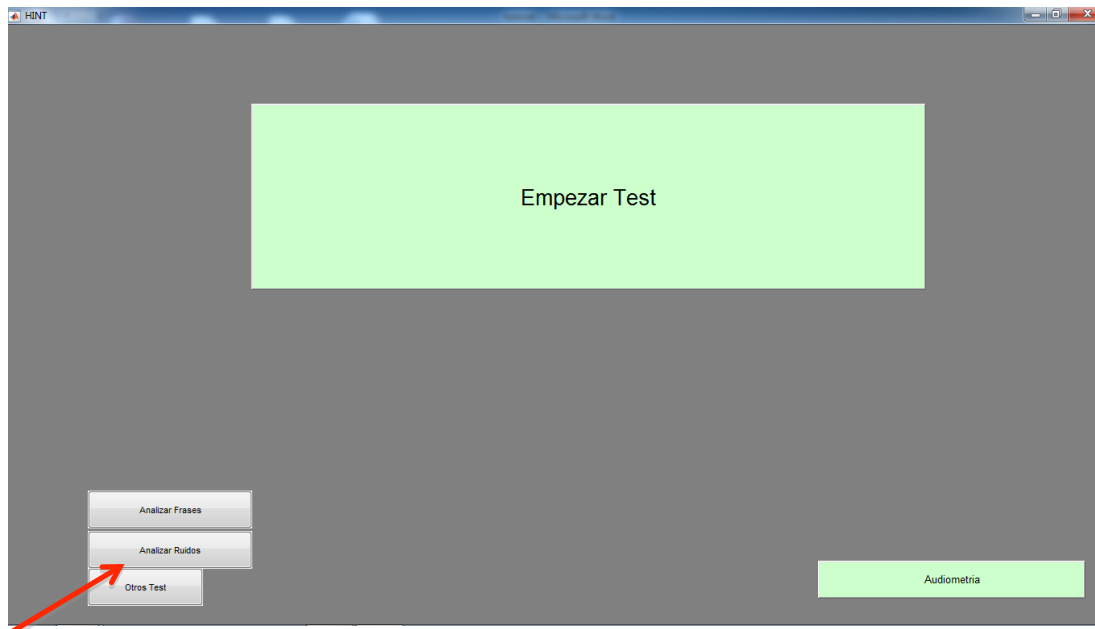 HINT
Empezar Test
Analizar Frases
Analizar Ruidos
Otros Test
Audiometria